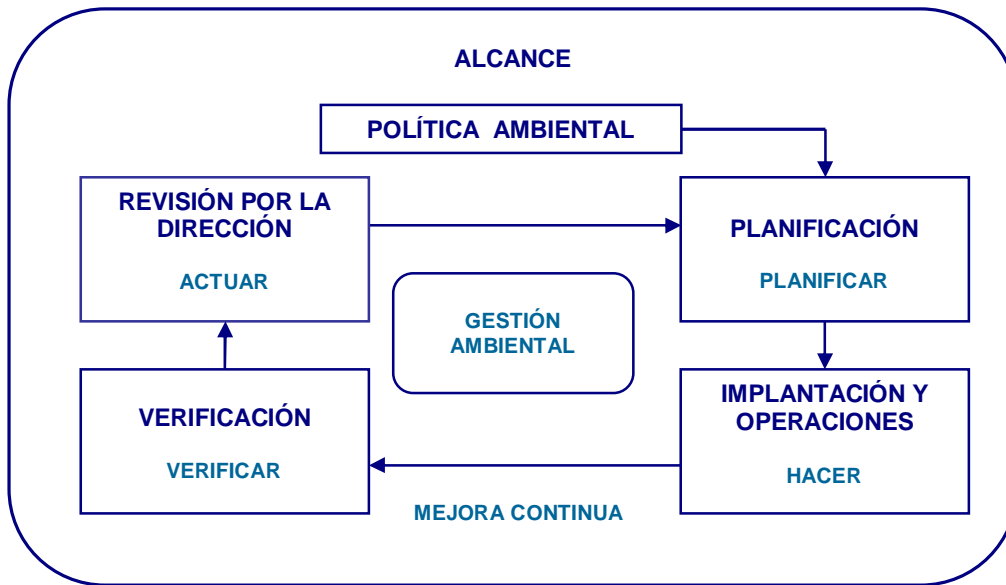 ALCANCE
POLÍTICA AMBIENTAL
REVISIÓN POR LA
DIRECCIÓN
ACTUAR
PLANIFICACIÓN
PLANIFICAR
GESTIÓN
AMBIENTAL
VERIFICACIÓN
VERIFICAR
IMPLANTACIÓN Y
OPERACIONES
HACER
MEJORA CONTINUA